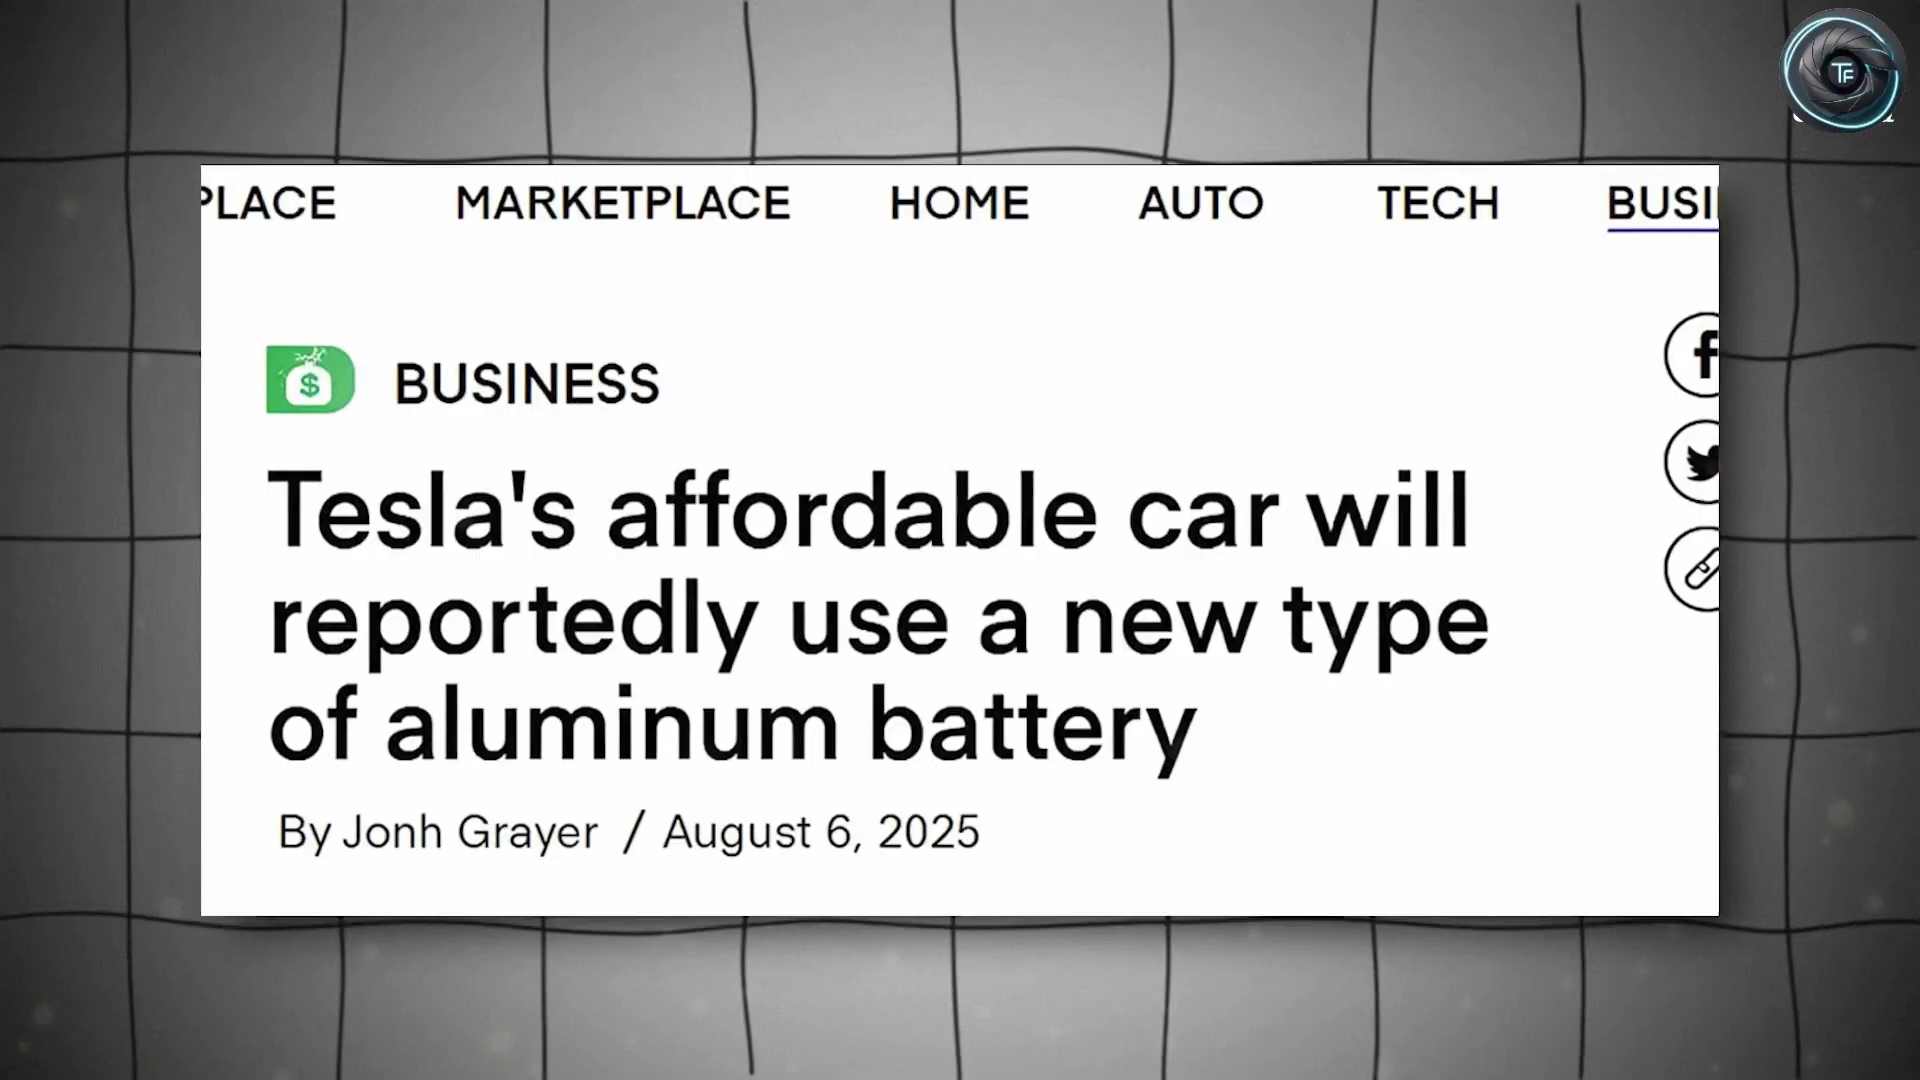 TF
PLACE MARKETPLACE HOME AUTO TECH BUSI
BUSINESS
Tesla's affordable car will
reportedly use a new type
of aluminum battery
By Jonh Grayer / August 6, 2025